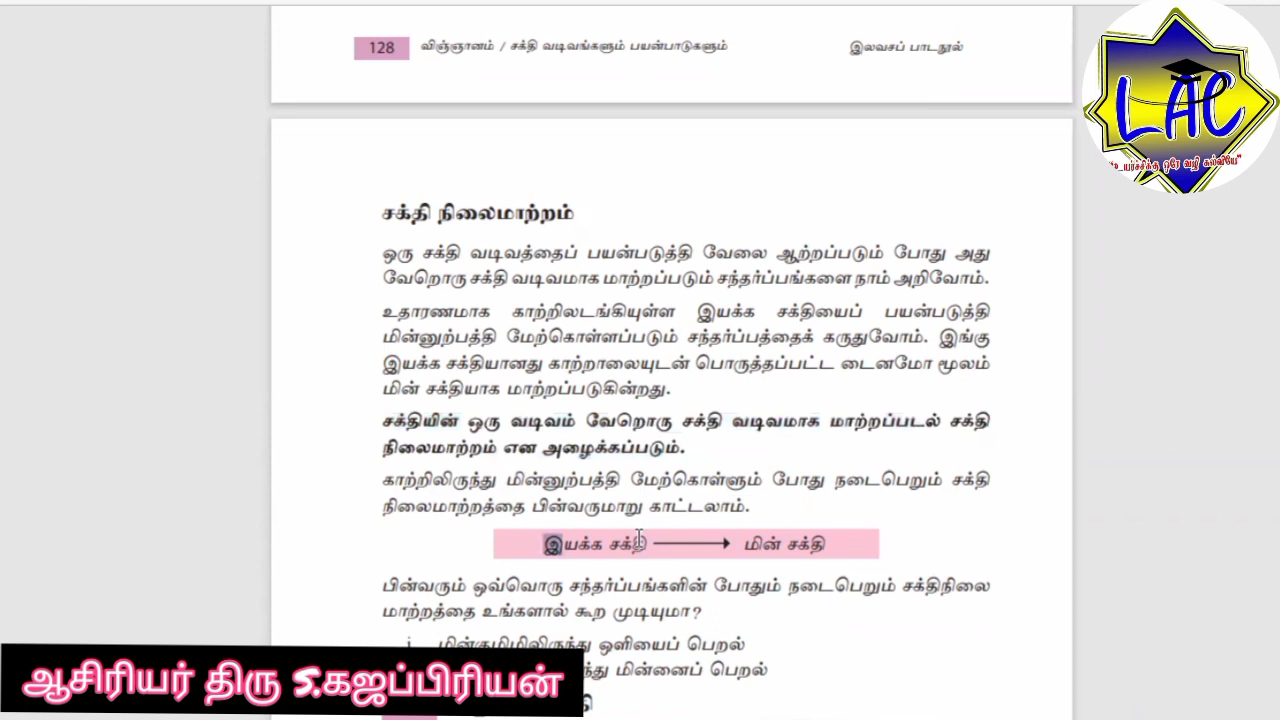 128 விஞ்ஞானம் / சக்தி வடிவங்களும் பயன்பாடுகளும் இலவசப் பாடநூல்
LAC
சக்தி நிலைமாற்றம்
ஒரு சக்தி வடிவத்தைப் பயன்படுத்தி வேலை ஆற்றப்படும் போது அது
வேறொரு சக்தி வடிவமாக மாற்றப்படும் சந்தர்ப்பங்களை நாம் அறிவோம்.
உதாரணமாக காற்றிலடங்கியுள்ள இயக்க சக்தியைப் பயன்படுத்தி
மின்னுற்பத்தி மேற்கொள்ளப்படும் சந்தர்ப்பத்தைக் கருதுவோம். இங்கு
இயக்க சக்தியானது காற்றாலையுடன் பொருத்தப்பட்ட டைனமோ மூலம்
மின் சக்தியாக மாற்றப்படுகின்றது.
சக்தியின் ஒரு வடிவம் வேறொரு சக்தி வடிவமாக மாற்றப்படல் சக்தி
நிலைமாற்றம் என அழைக்கப்படும்.
காற்றிலிருந்து மின்னுற்பத்தி மேற்கொள்ளும் போது நடைபெறும் சக்தி
நிலைமாற்றத்தை பின்வருமாறு காட்டலாம்.
இயக்க சக்தி → மின் சக்தி
பின்வரும் ஒவ்வொரு சந்தர்ப்பங்களின் போதும் நடைபெறும் சக்திநிலை
மாற்றத்தை உங்களால் கூற முடியுமா?
i. மின்குமிழிலிருந்து ஒளியைப் பெறல்
மின்னைப் பெறல்
ஆசிரியர் திரு S.கஜப்பிரியன்